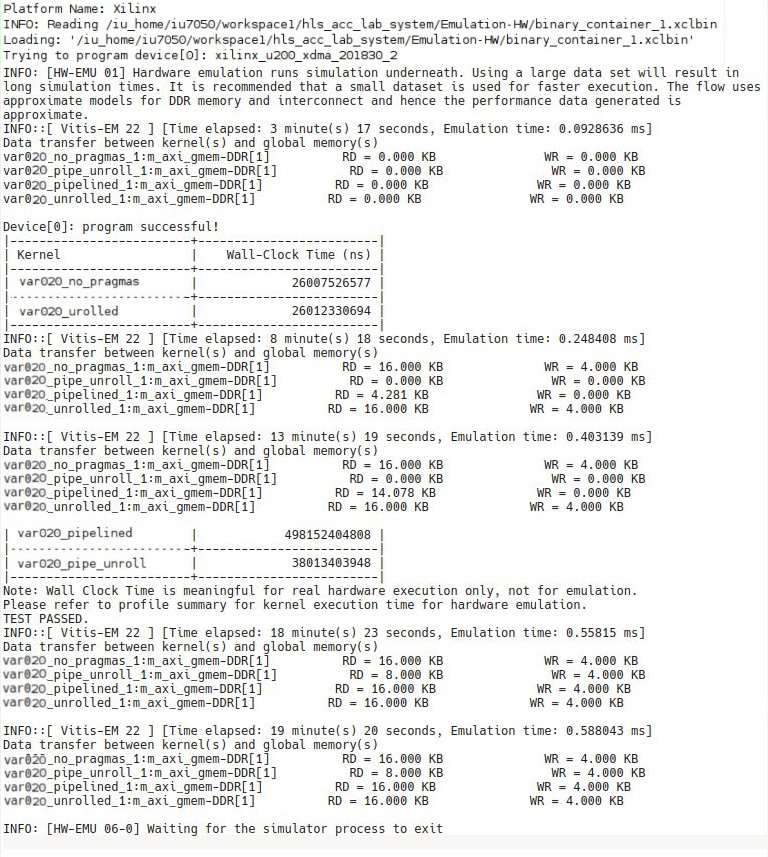 Platform Name: Xilinx
INFO: Reading /iu_home/iu7050/workspace1/hls_acc_lab_system/Emulation-HW/binary_container_1.xclbin
Loading: '/iu_home/iu7050/workspace1/hls_acc_lab_system/Emulation-HW/binary_container_1.xclbin'
Trying to program device[0]: xilinx_u200_xdma_201830_2
INFO: [HW-EMU 01] Hardware emulation runs simulation underneath. Using a large data set will result in
long simulation times. It is recommended that a small dataset is used for faster execution. The flow uses
approximate models for DDR memory and interconnect and hence the performance data generated is
approximate.
INFO::[ Vitis-EM 22 ] [Time elapsed: 3 minute(s) 17 seconds, Emulation time: 0.0928636 ms]
Data transfer between kernel(s) and global memory(s)
var020_no_pragmas_1:m_axi_gmem-DDR[1]          RD = 0.000 KB              WR = 0.000 KB
var020_pipe_unroll_1:m_axi_gmem-DDR[1]          RD = 0.000 KB              WR = 0.000 KB
var020_pipelined_1:m_axi_gmem-DDR[1]          RD = 0.000 KB              WR = 0.000 KB
var020_unrolled_1:m_axi_gmem-DDR[1]          RD = 0.000 KB              WR = 0.000 KB
Device[0]: program successful!
|-------------------------+-------------------------|
| Kernel                  |    Wall-Clock Time (ns) |
|-------------------------+-------------------------|
| var020_no_pragmas       |             26007526577 |
|-------------------------+-------------------------|
| var020_urolled          |             26012330694 |
|-------------------------+-------------------------|
INFO::[ Vitis-EM 22 ] [Time elapsed: 8 minute(s) 18 seconds, Emulation time: 0.248408 ms]
Data transfer between kernel(s) and global memory(s)
var020_no_pragmas_1:m_axi_gmem-DDR[1]          RD = 16.000 KB              WR = 4.000 KB
var020_pipe_unroll_1:m_axi_gmem-DDR[1]          RD = 0.000 KB              WR = 0.000 KB
var020_pipelined_1:m_axi_gmem-DDR[1]          RD = 4.281 KB              WR = 0.000 KB
var020_unrolled_1:m_axi_gmem-DDR[1]          RD = 16.000 KB              WR = 4.000 KB
INFO::[ Vitis-EM 22 ] [Time elapsed: 13 minute(s) 19 seconds, Emulation time: 0.403139 ms]
Data transfer between kernel(s) and global memory(s)
var020_no_pragmas_1:m_axi_gmem-DDR[1]          RD = 16.000 KB              WR = 4.000 KB
var020_pipe_unroll_1:m_axi_gmem-DDR[1]          RD = 0.000 KB              WR = 0.000 KB
var020_pipelined_1:m_axi_gmem-DDR[1]          RD = 14.078 KB              WR = 0.000 KB
var020_unrolled_1:m_axi_gmem-DDR[1]          RD = 16.000 KB              WR = 4.000 KB
| var020_pipelined        |            498152404808 |
|-------------------------+-------------------------|
| var020_pipe_unroll      |             38013403948 |
|-------------------------+-------------------------|
Note: Wall Clock Time is meaningful for real hardware execution only, not for emulation.
Please refer to profile summary for kernel execution time for hardware emulation.
TEST PASSED.
INFO::[ Vitis-EM 22 ] [Time elapsed: 18 minute(s) 23 seconds, Emulation time: 0.55815 ms]
Data transfer between kernel(s) and global memory(s)
var020_no_pragmas_1:m_axi_gmem-DDR[1]          RD = 16.000 KB              WR = 4.000 KB
var020_pipe_unroll_1:m_axi_gmem-DDR[1]          RD = 8.000 KB              WR = 4.000 KB
var020_pipelined_1:m_axi_gmem-DDR[1]          RD = 16.000 KB              WR = 4.000 KB
var020_unrolled_1:m_axi_gmem-DDR[1]          RD = 16.000 KB              WR = 4.000 KB
INFO::[ Vitis-EM 22 ] [Time elapsed: 19 minute(s) 20 seconds, Emulation time: 0.588043 ms]
Data transfer between kernel(s) and global memory(s)
var020_no_pragmas_1:m_axi_gmem-DDR[1]          RD = 16.000 KB              WR = 4.000 KB
var020_pipe_unroll_1:m_axi_gmem-DDR[1]          RD = 8.000 KB              WR = 4.000 KB
var020_pipelined_1:m_axi_gmem-DDR[1]          RD = 16.000 KB              WR = 4.000 KB
var020_unrolled_1:m_axi_gmem-DDR[1]          RD = 16.000 KB              WR = 4.000 KB
INFO: [HW-EMU 06-0] Waiting for the simulator process to exit